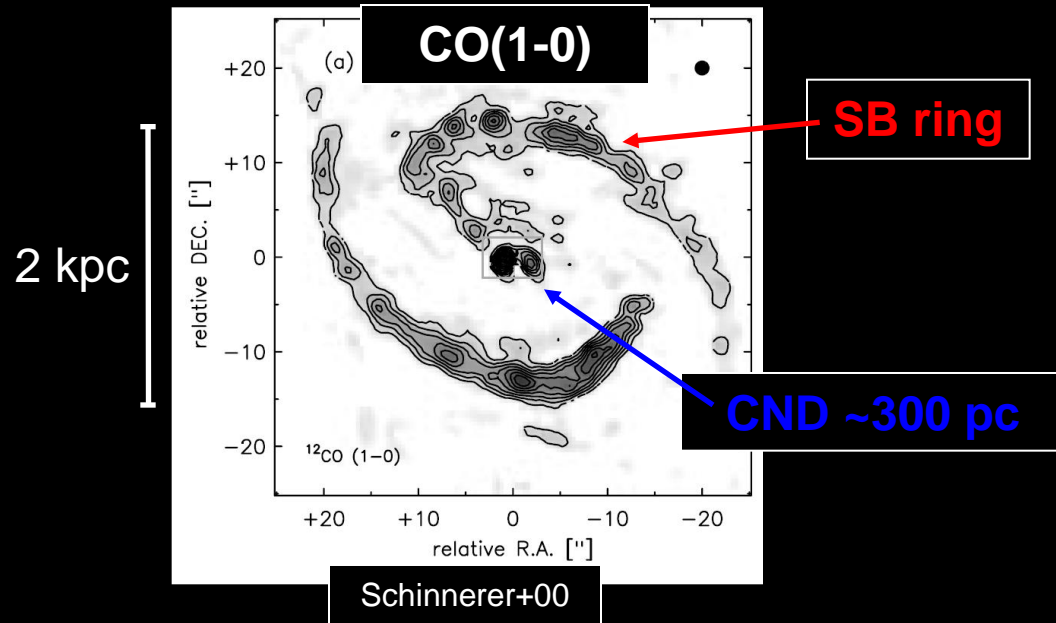 CO(1-0)
(a)
+20
SB ring
+10
relative DEC. ["]
2 kpc
0
−10
CND ~300 pc
−20
¹²CO (1−0)
+20 +10 0 −10 −20
relative R.A. ["]
Schinnerer+00